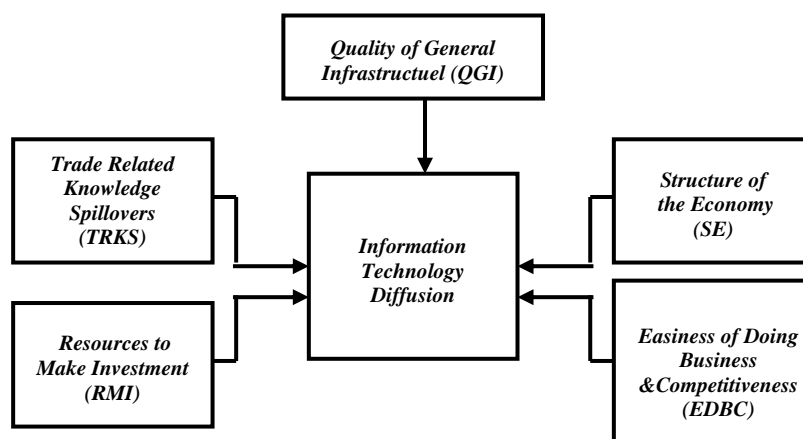 Quality of General
Infrastructuel (QGI)
Trade Related
Knowledge
Spillovers
(TRKS)
Structure of
the Economy
(SE)
Information
Technology
Diffusion
Resources to
Make Investment
(RMI)
Easiness of Doing
Business
&Competitiveness
(EDBC)